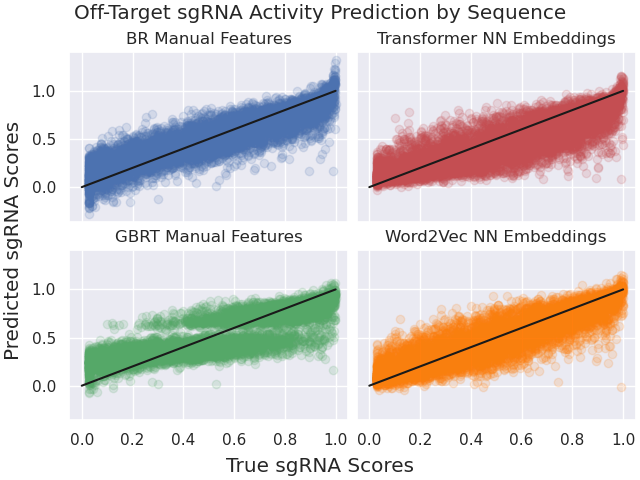 Off-Target sgRNA Activity Prediction by Sequence
BR Manual Features
Transformer NN Embeddings
1.0
0.5
0.0
GBRT Manual Features
Word2Vec NN Embeddings
1.0
0.5
0.0
0.0 0.2 0.4 0.6 0.8 1.0
0.0 0.2 0.4 0.6 0.8 1.0
Predicted sgRNA Scores
True sgRNA Scores